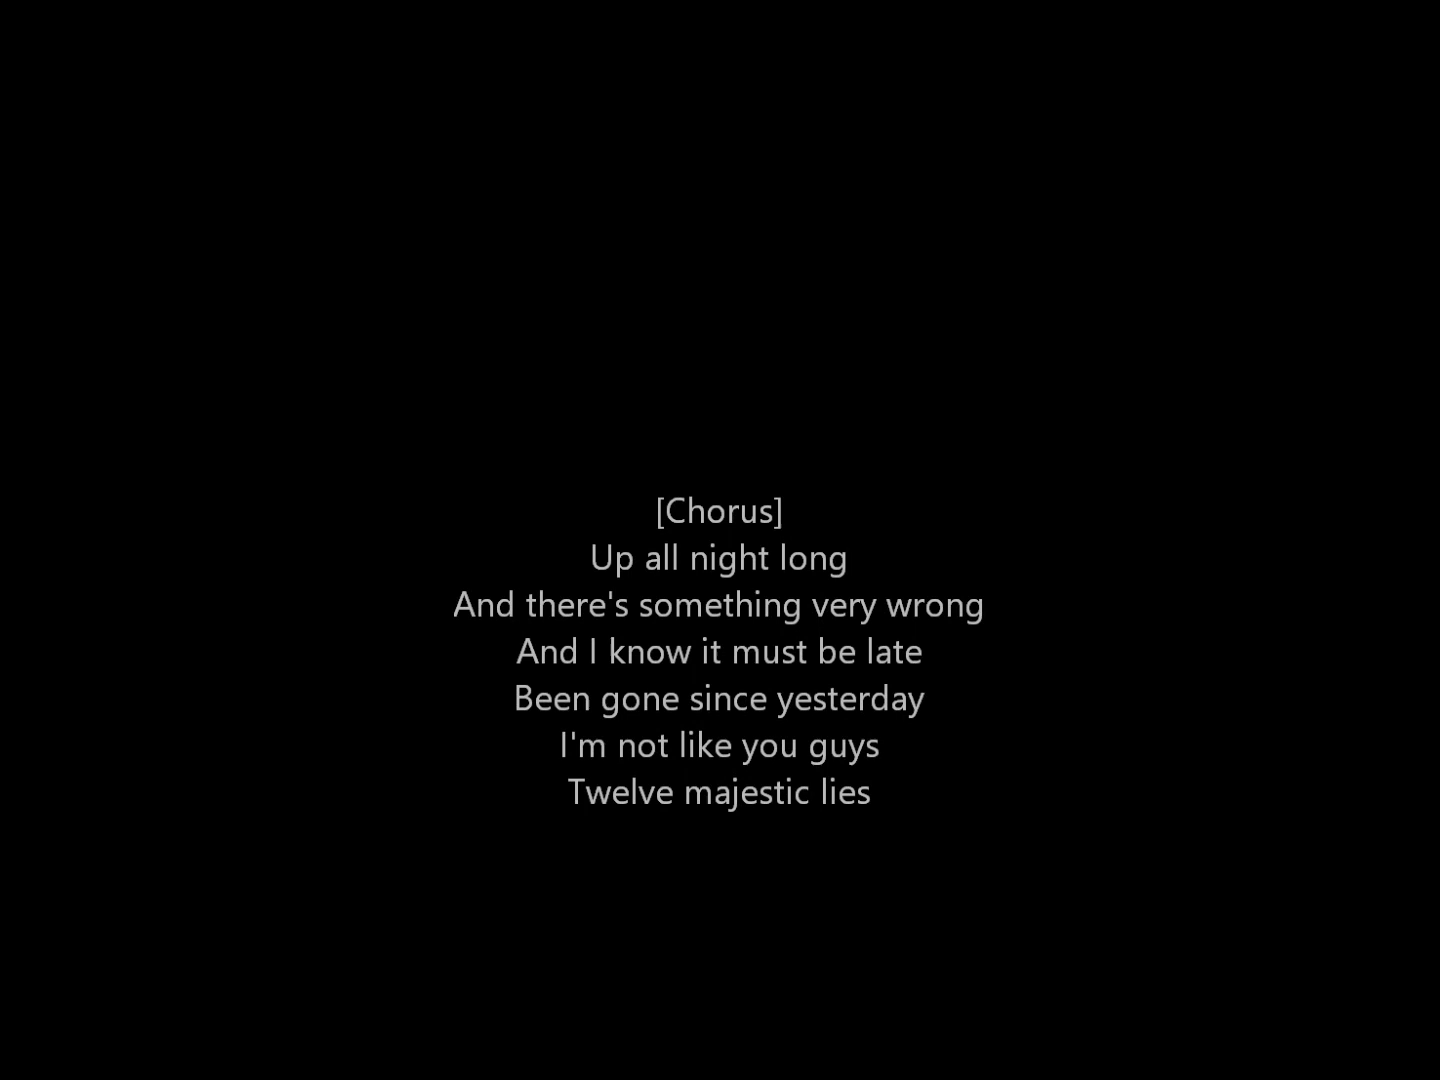 [Chorus]
Up all night long
And there's something very wrong
And I know it must be late
Been gone since yesterday
I'm not like you guys
Twelve majestic lies